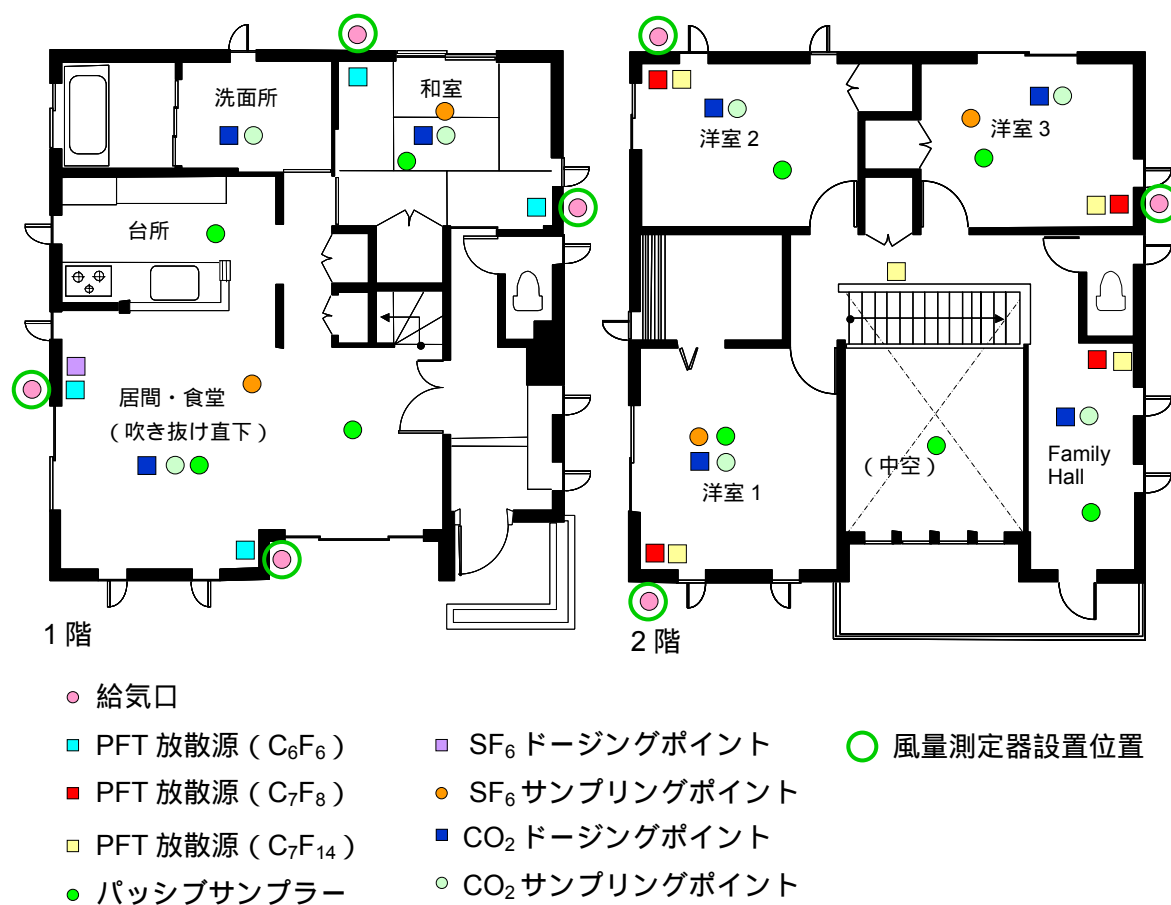 洗面所
和室
台所
居間・食堂
（吹き抜け直下）
1 階
洋室 2
洋室 3
洋室 1
（中空）
Family
Hall
2 階
給気口
PFT 放散源（C₆F₆）
PFT 放散源（C₇F₈）
PFT 放散源（C₇F₁₄）
パッシブサンプラー
SF₆ ドージングポイント
SF₆ サンプリングポイント
CO₂ ドージングポイント
CO₂ サンプリングポイント
風量測定器設置位置